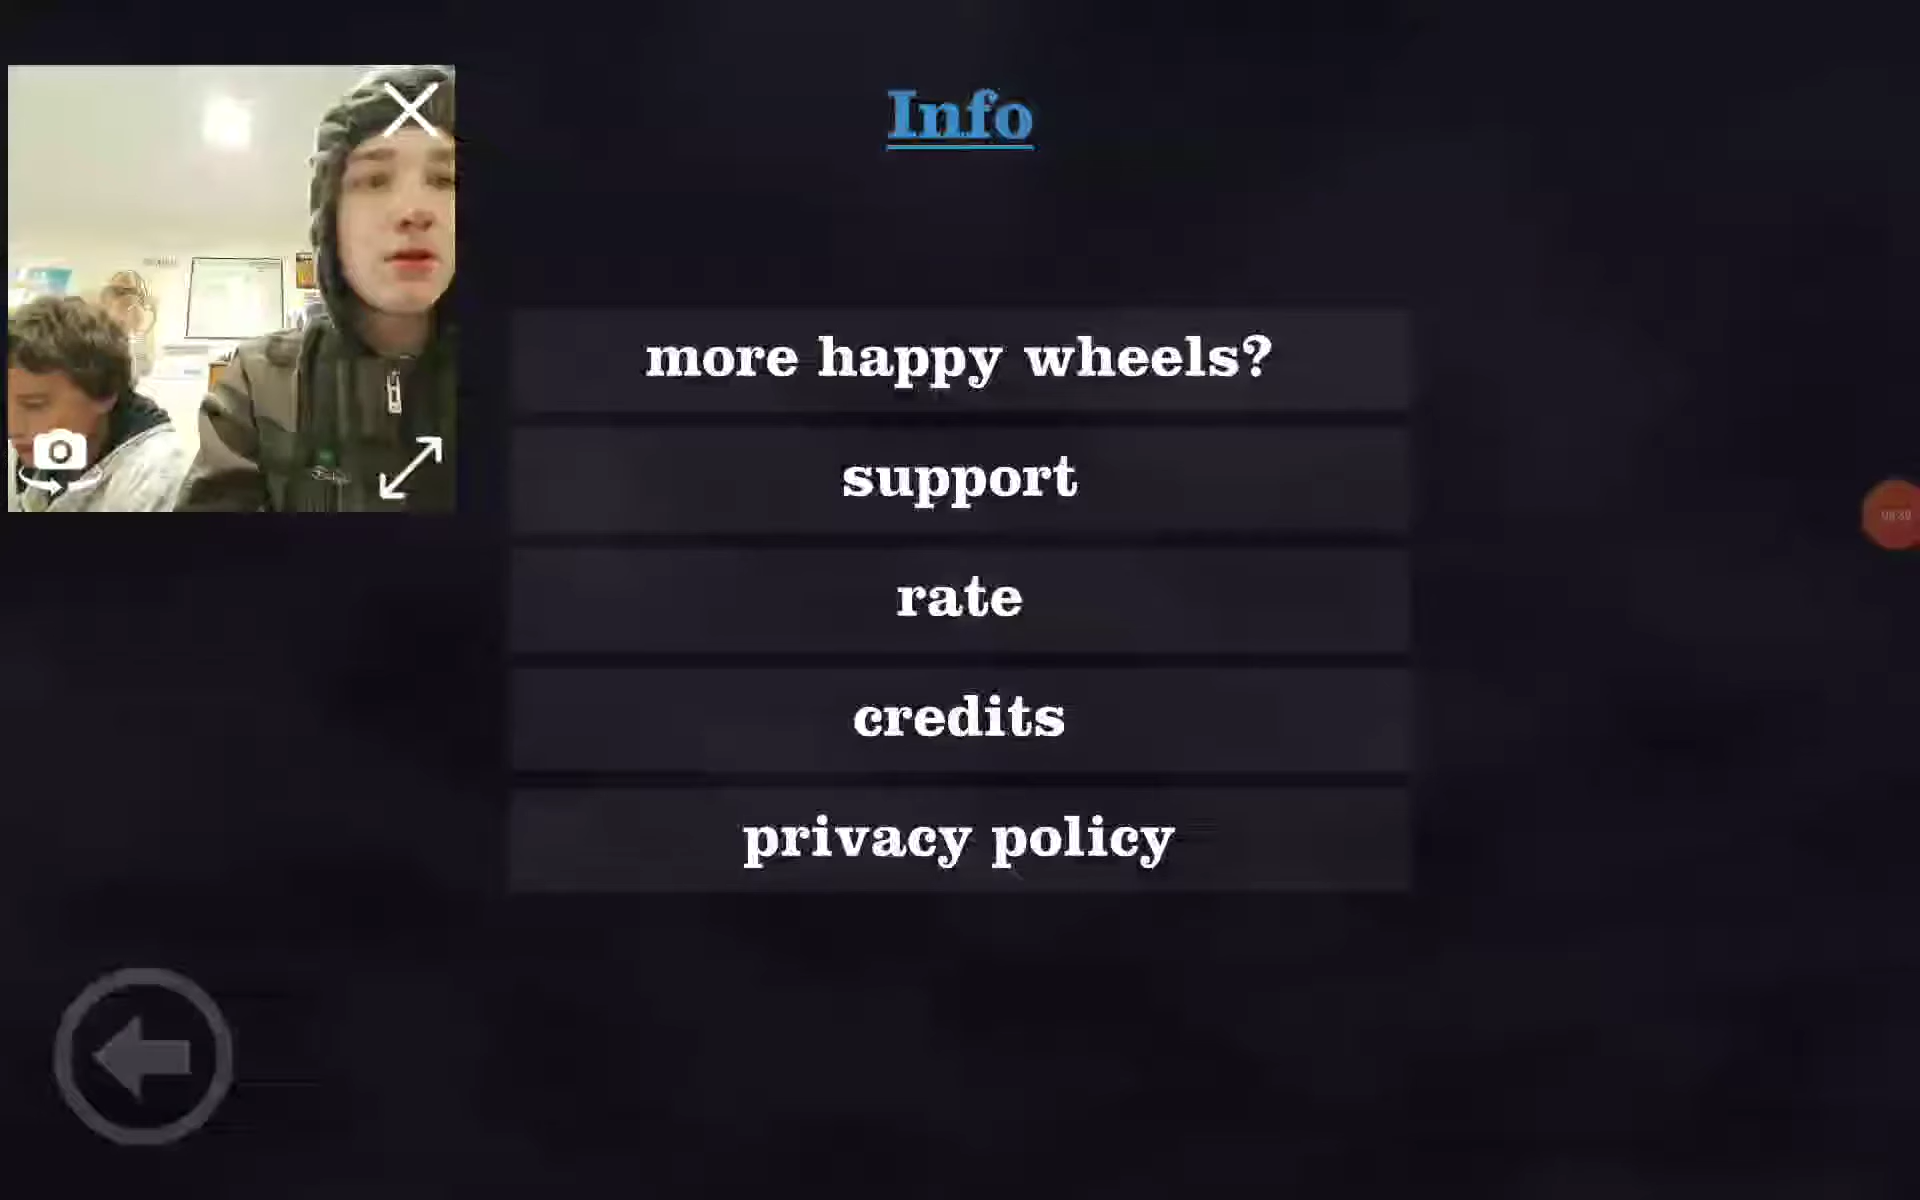 Info
more happy wheels?
support
rate
credits
privacy policy